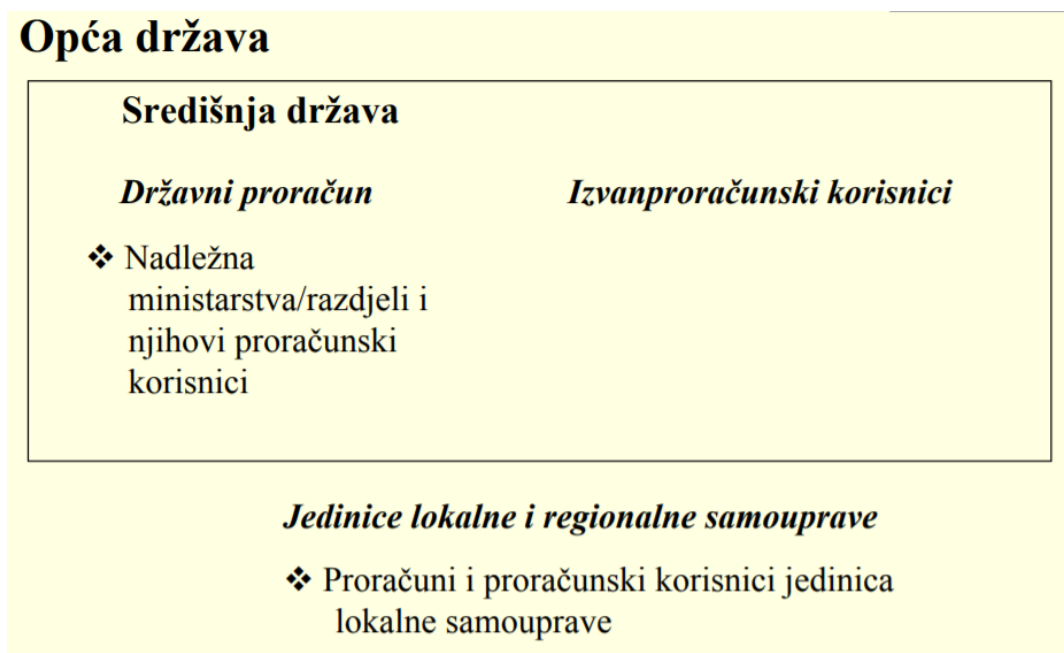 Opća država
Središnja država
Državni proračun
Izvanproračunski korisnici
❖ Nadležna
ministarstva/razdjeli i
njihovi proračunski
korisnici
Jedinice lokalne i regionalne samouprave
❖ Proračuni i proračunski korisnici jedinica
lokalne samouprave